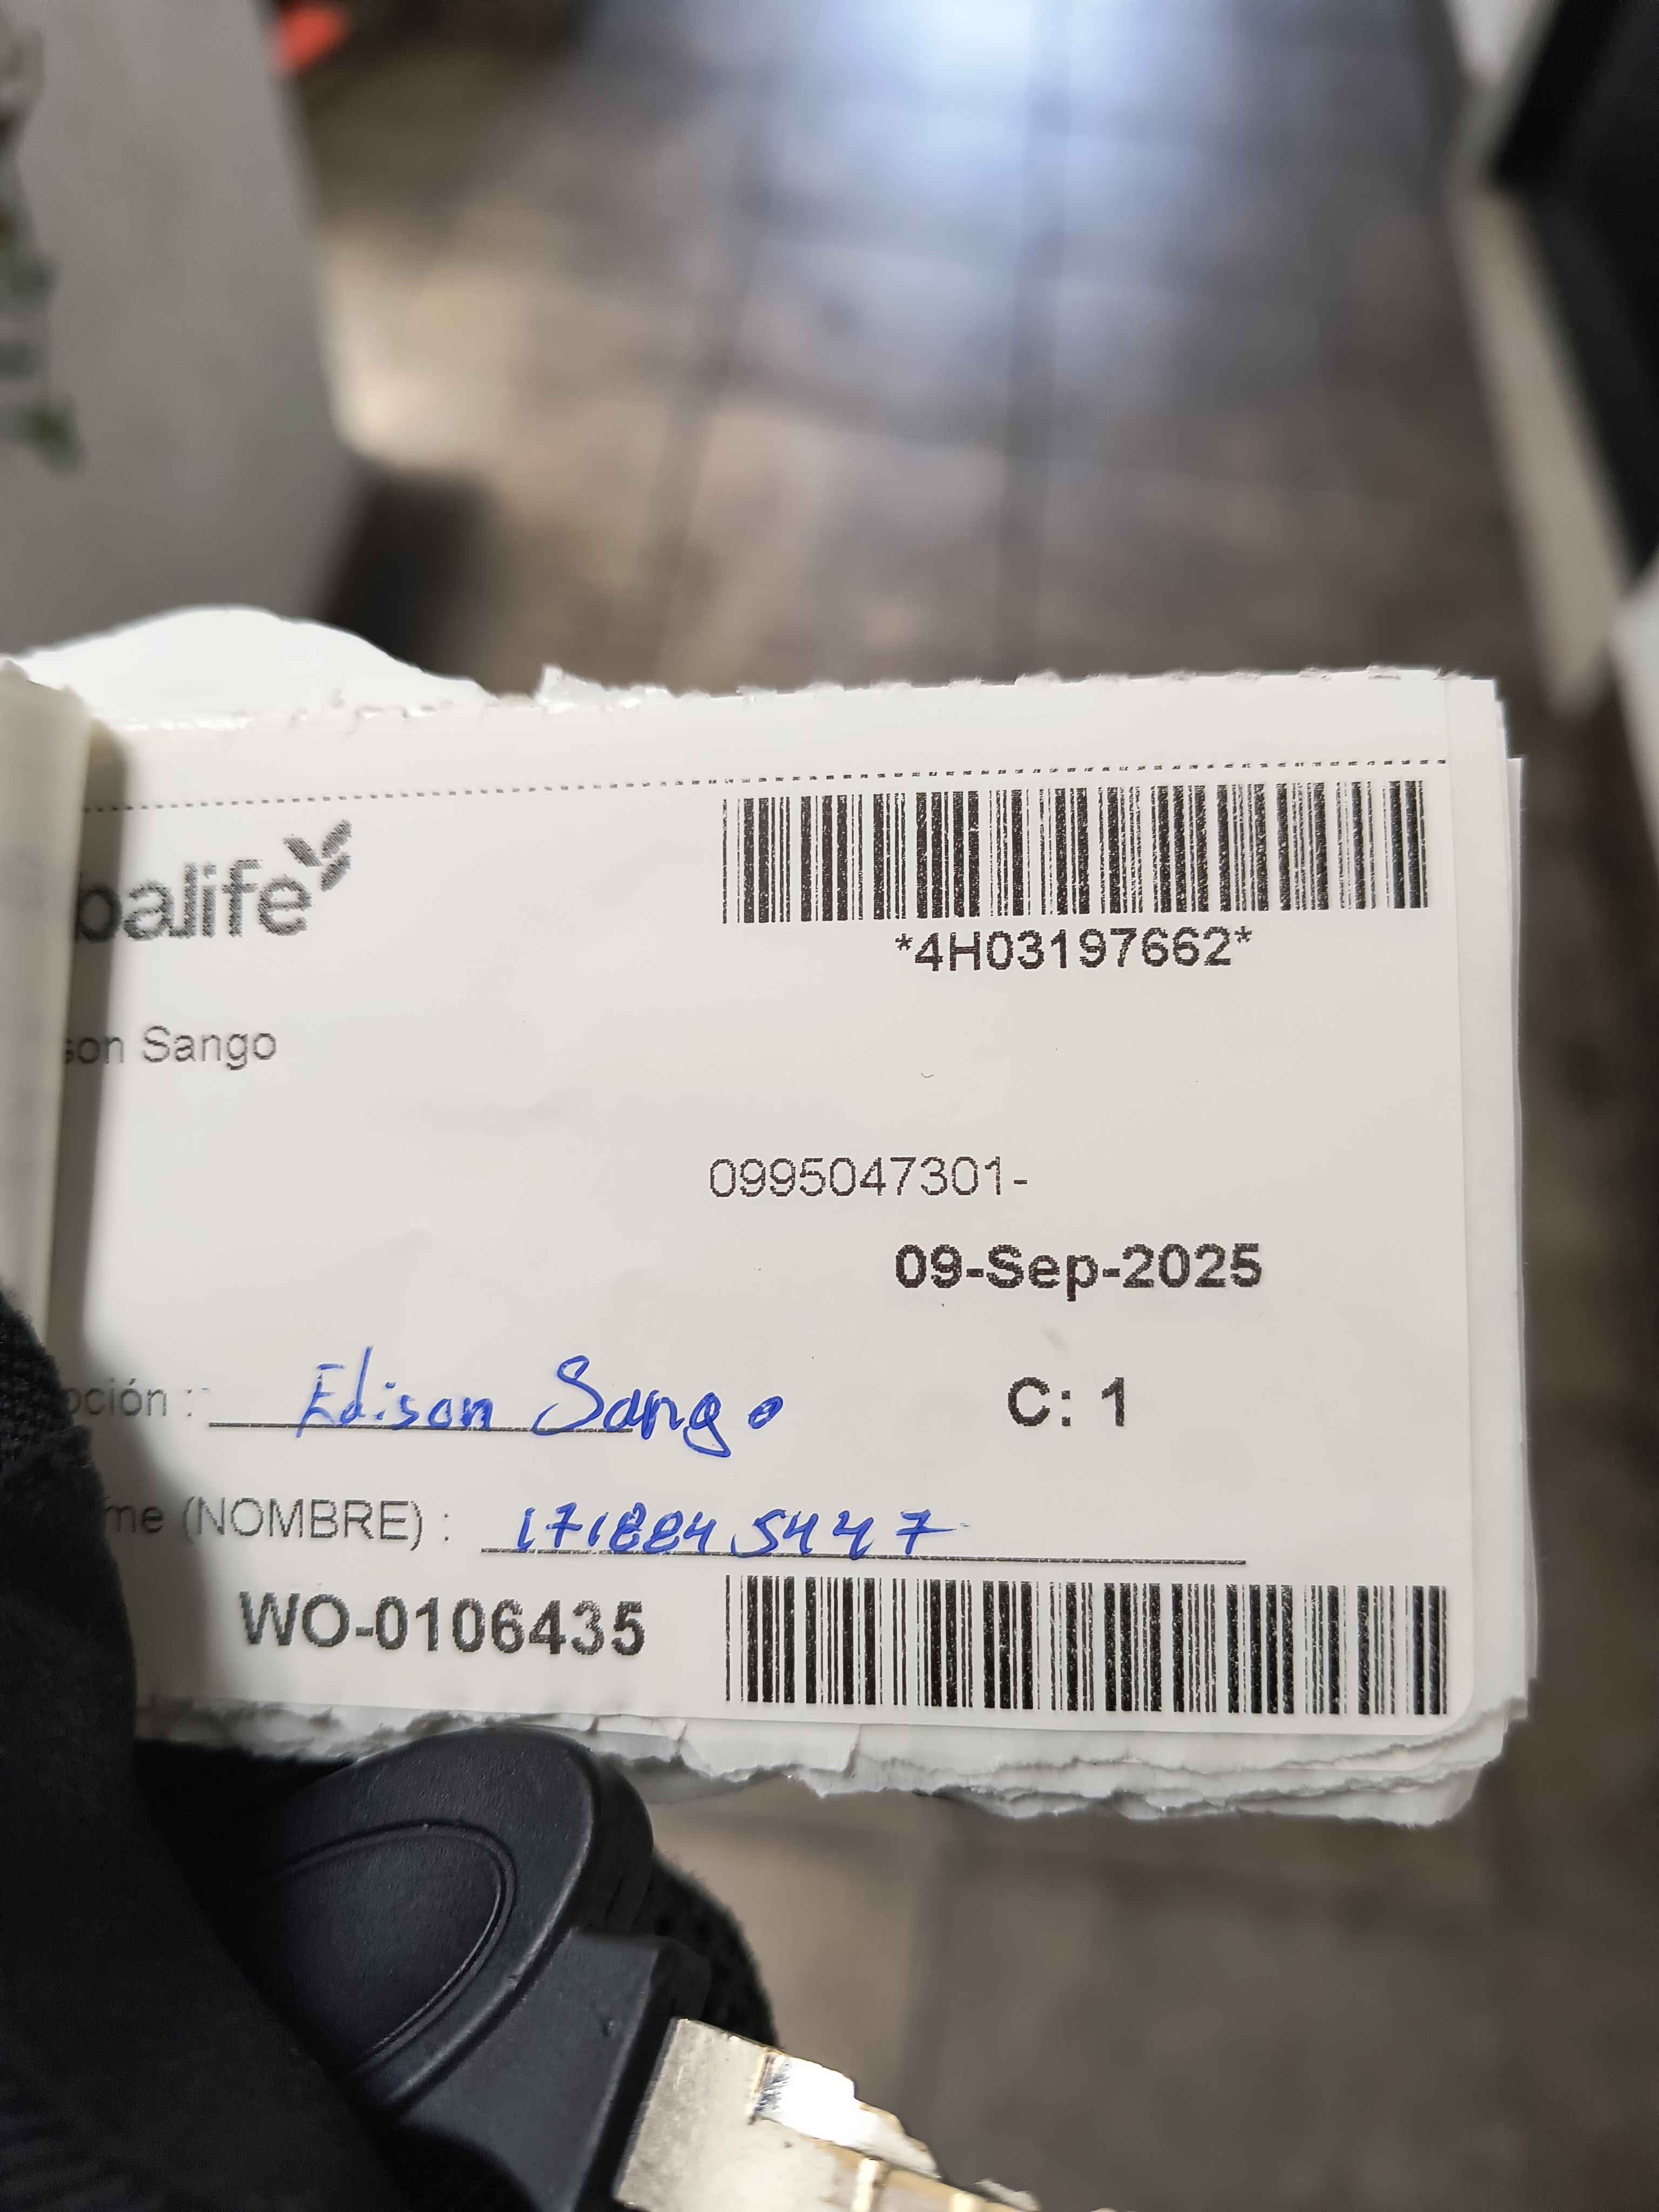 balife
*4H03197662*
son Sango
0995047301-
09-Sep-2025
pción : Edison Sango
C: 1
me (NOMBRE) : 1718845447
WO-0106435